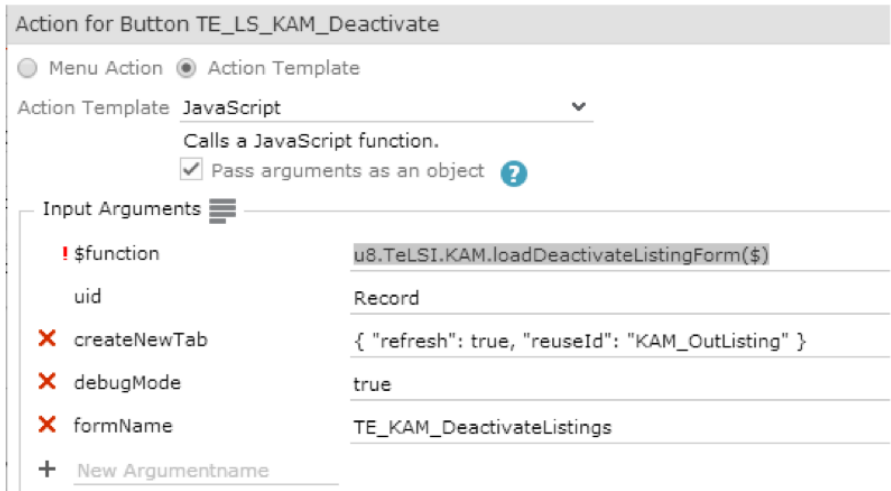 Action for Button TE_LS_KAM_Deactivate
Menu Action Action Template
Action Template JavaScript
Calls a JavaScript function.
Pass arguments as an object ?
Input Arguments
! $function u8.TeLSI.KAM.loadDeactivateListingForm($)
uid Record
createNewTab { "refresh": true, "reuseId": "KAM_OutListing" }
debugMode true
formName TE_KAM_DeactivateListings
+ New Argumentname